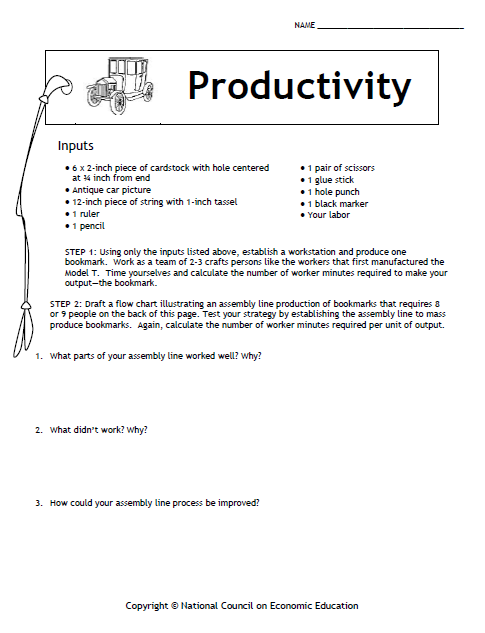 NAME
Productivity
Inputs
• 6 x 2-inch piece of cardstock with hole centered
at ¾ inch from end
• Antique car picture
• 12-inch piece of string with 1-inch tassel
• 1 ruler
• 1 pencil
• 1 pair of scissors
• 1 glue stick
• 1 hole punch
• 1 black marker
• Your labor
STEP 1: Using only the inputs listed above, establish a workstation and produce one
bookmark. Work as a team of 2-3 crafts persons like the workers that first manufactured the
Model T. Time yourselves and calculate the number of worker minutes required to make your
output—the bookmark.
STEP 2: Draft a flow chart illustrating an assembly line production of bookmarks that requires 8
or 9 people on the back of this page. Test your strategy by establishing the assembly line to mass
produce bookmarks. Again, calculate the number of worker minutes required per unit of output.
1. What parts of your assembly line worked well? Why?
2. What didn't work? Why?
3. How could your assembly line process be improved?
Copyright © National Council on Economic Education